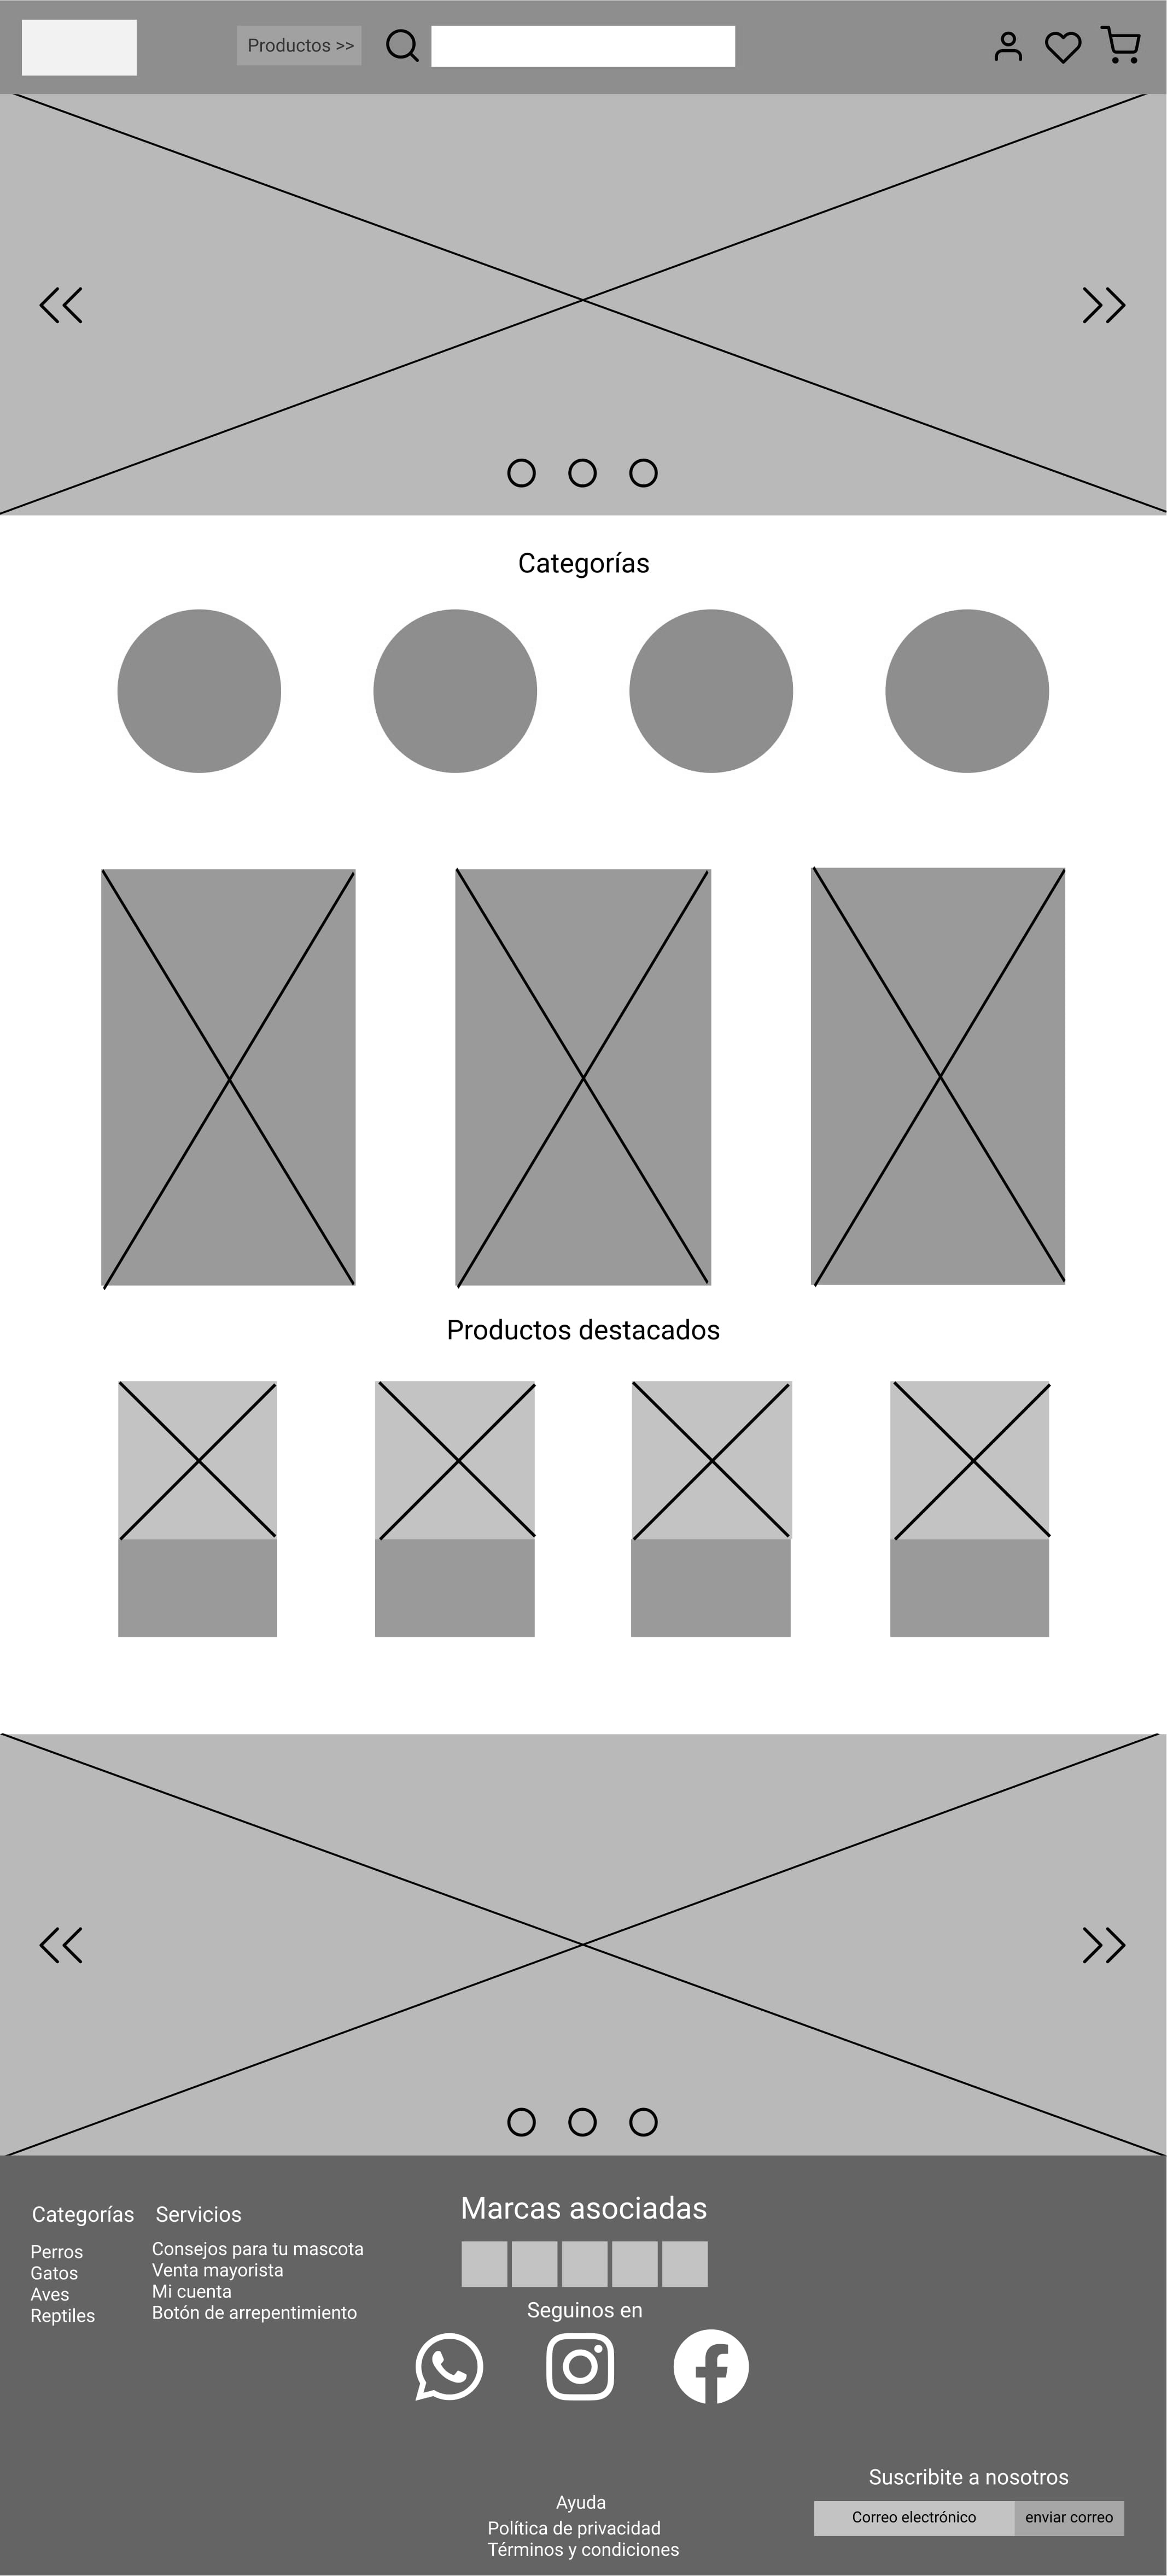 Productos >>
Categorías
Productos destacados
Categorías
Perros
Gatos
Aves
Reptiles
Servicios
Consejos para tu mascota
Venta mayorista
Mi cuenta
Botón de arrepentimiento
Marcas asociadas
Seguinos en
Ayuda
Política de privacidad
Términos y condiciones
Suscribite a nosotros
Correo electrónico
enviar correo